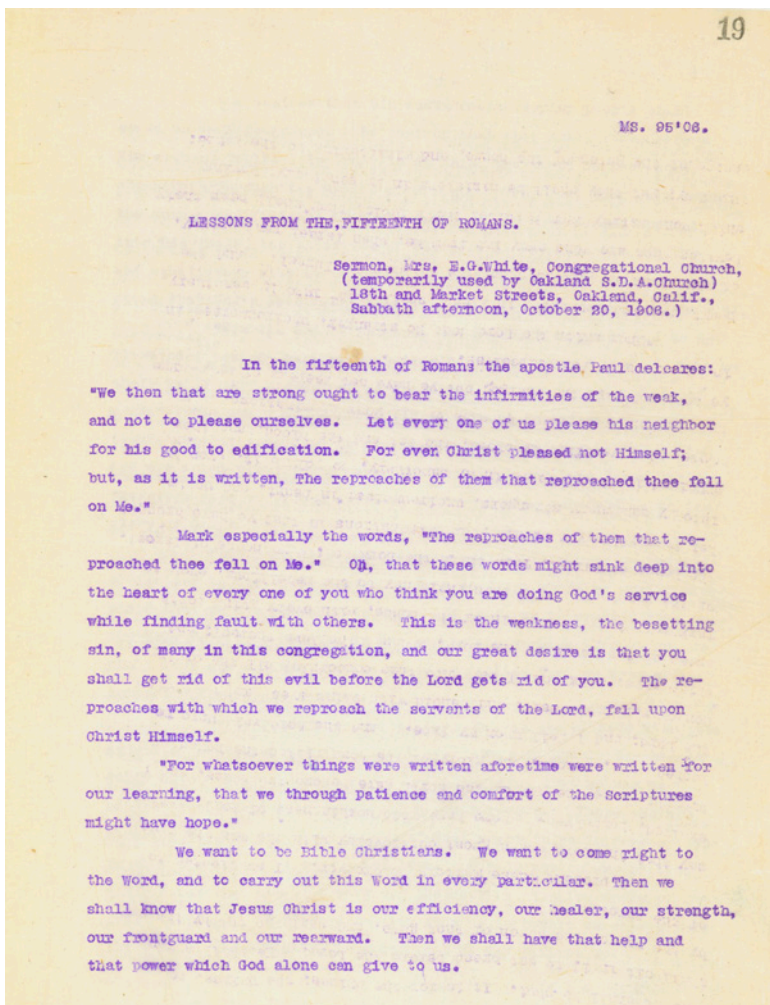 19
MS. 95'06.
LESSONS FROM THE, FIFTEENTH OF ROMANS.
Sermon, Mrs. E.G.White, Congregational Church,
(temporarily used by Oakland S.D.A.Church)
18th and Market Streets, Oakland, Calif.,
Sabbath afternoon, October 20, 1906.)
In the fifteenth of Romans the apostle Paul delcares:
"We then that are strong ought to bear the infirmities of the weak,
and not to please ourselves. Let every one of us please his neighbor
for his good to edification. For even Christ pleased not Himself;
but, as it is written, The reproaches of them that reproached thee fell
on Me."
Mark especially the words, "The reproaches of them that re-
proached thee fell on Me." Oh, that these words might sink deep into
the heart of every one of you who think you are doing God's service
while finding fault with others. This is the weakness, the besetting
sin, of many in this congregation, and our great desire is that you
shall get rid of this evil before the Lord gets rid of you. The re-
proaches with which we reproach the servants of the Lord, fall upon
Christ Himself.
"For whatsoever things were written aforetime were written for
our learning, that we through patience and comfort of the Scriptures
might have hope."
We want to be Bible Christians. We want to come right to
the Word, and to carry out this Word in every particular. Then we
shall know that Jesus Christ is our efficiency, our healer, our strength,
our frontguard and our rearward. Then we shall have that help and
that power which God alone can give to us.